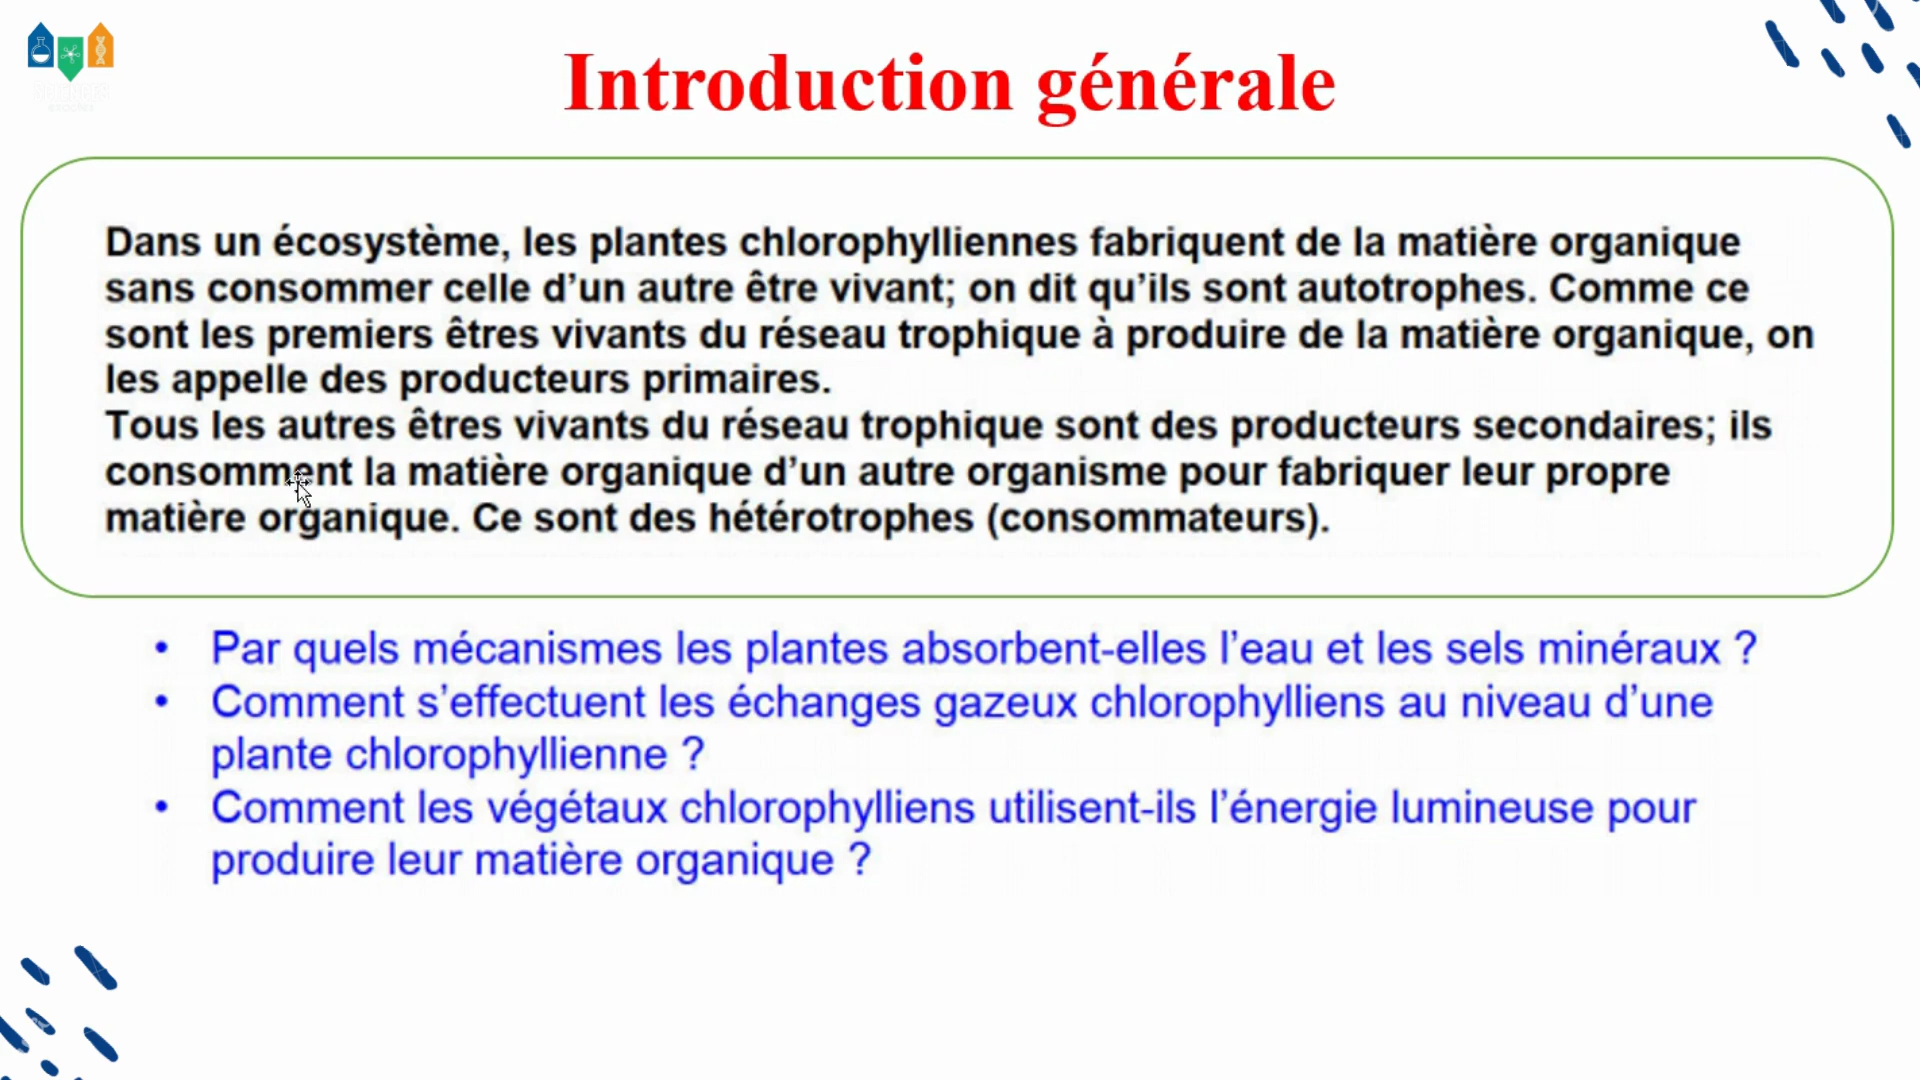 Introduction générale
Dans un écosystème, les plantes chlorophylliennes fabriquent de la matière organique
sans consommer celle d'un autre être vivant; on dit qu'ils sont autotrophes. Comme ce
sont les premiers êtres vivants du réseau trophique à produire de la matière organique, on
les appelle des producteurs primaires.
Tous les autres êtres vivants du réseau trophique sont des producteurs secondaires; ils
consomment la matière organique d'un autre organisme pour fabriquer leur propre
matière organique. Ce sont des hétérotrophes (consommateurs).
• Par quels mécanismes les plantes absorbent-elles l'eau et les sels minéraux ?
• Comment s'effectuent les échanges gazeux chlorophylliens au niveau d'une
plante chlorophyllienne ?
• Comment les végétaux chlorophylliens utilisent-ils l'énergie lumineuse pour
produire leur matière organique ?